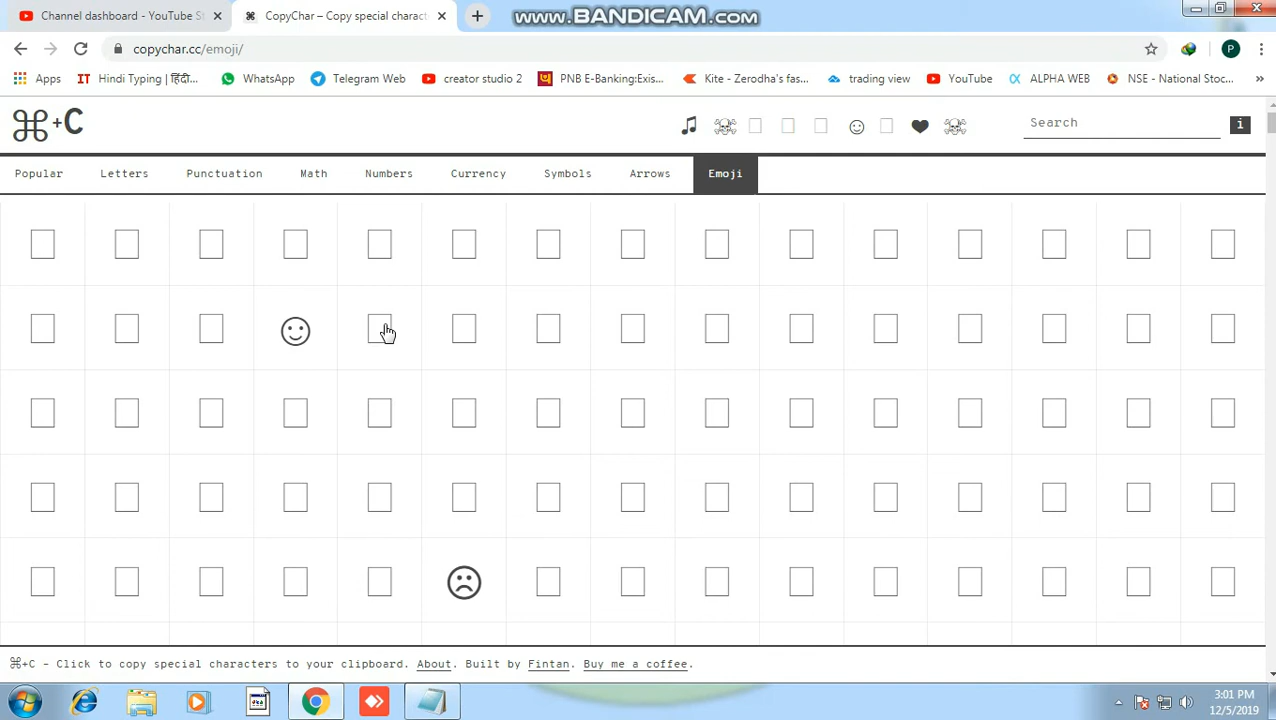 Channel dashboard - YouTube St
CopyChar – Copy special charact
www.BANDICAM.com
copychar.cc/emoji/
Apps
Hindi Typing | हिंदी...
WhatsApp
Telegram Web
creator studio 2
PNB E-Banking:Exis...
Kite - Zerodha's fas...
trading view
YouTube
ALPHA WEB
NSE - National Stoc...
»
P
⌘+C
Search
i
Popular
Letters
Punctuation
Math
Numbers
Currency
Symbols
Arrows
Emoji
⌘+C – Click to copy special characters to your clipboard. About. Built by Fintan. Buy me a coffee.
3:01 PM
12/5/2019